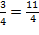 3/4 = 11/4